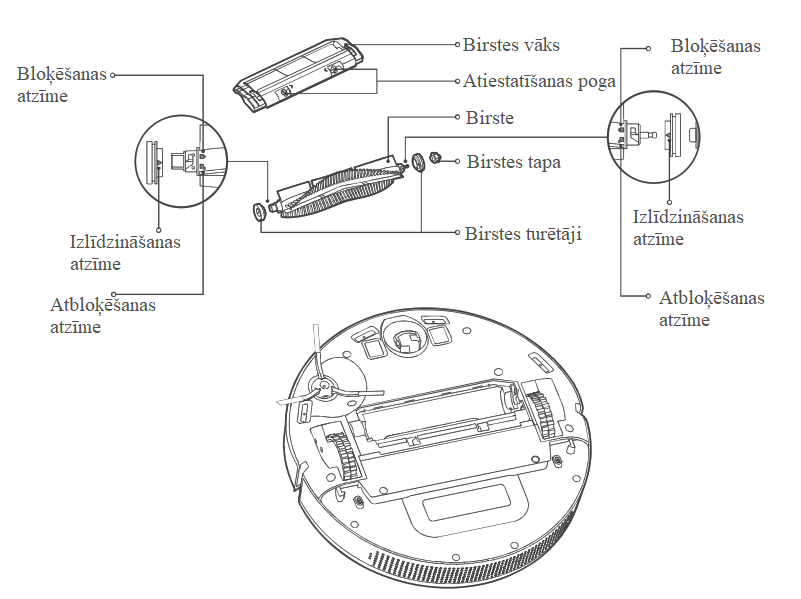 Birstes vāks
Bloķēšanas
atzīme
Atiestatīšanas poga
Birste
Birstes tapa
Birstes turētāji
Izlīdzināšanas
atzīme
Atbloķēšanas
atzīme
Bloķēšanas
atzīme
Izlīdzināšanas
atzīme
Atbloķēšanas
atzīme